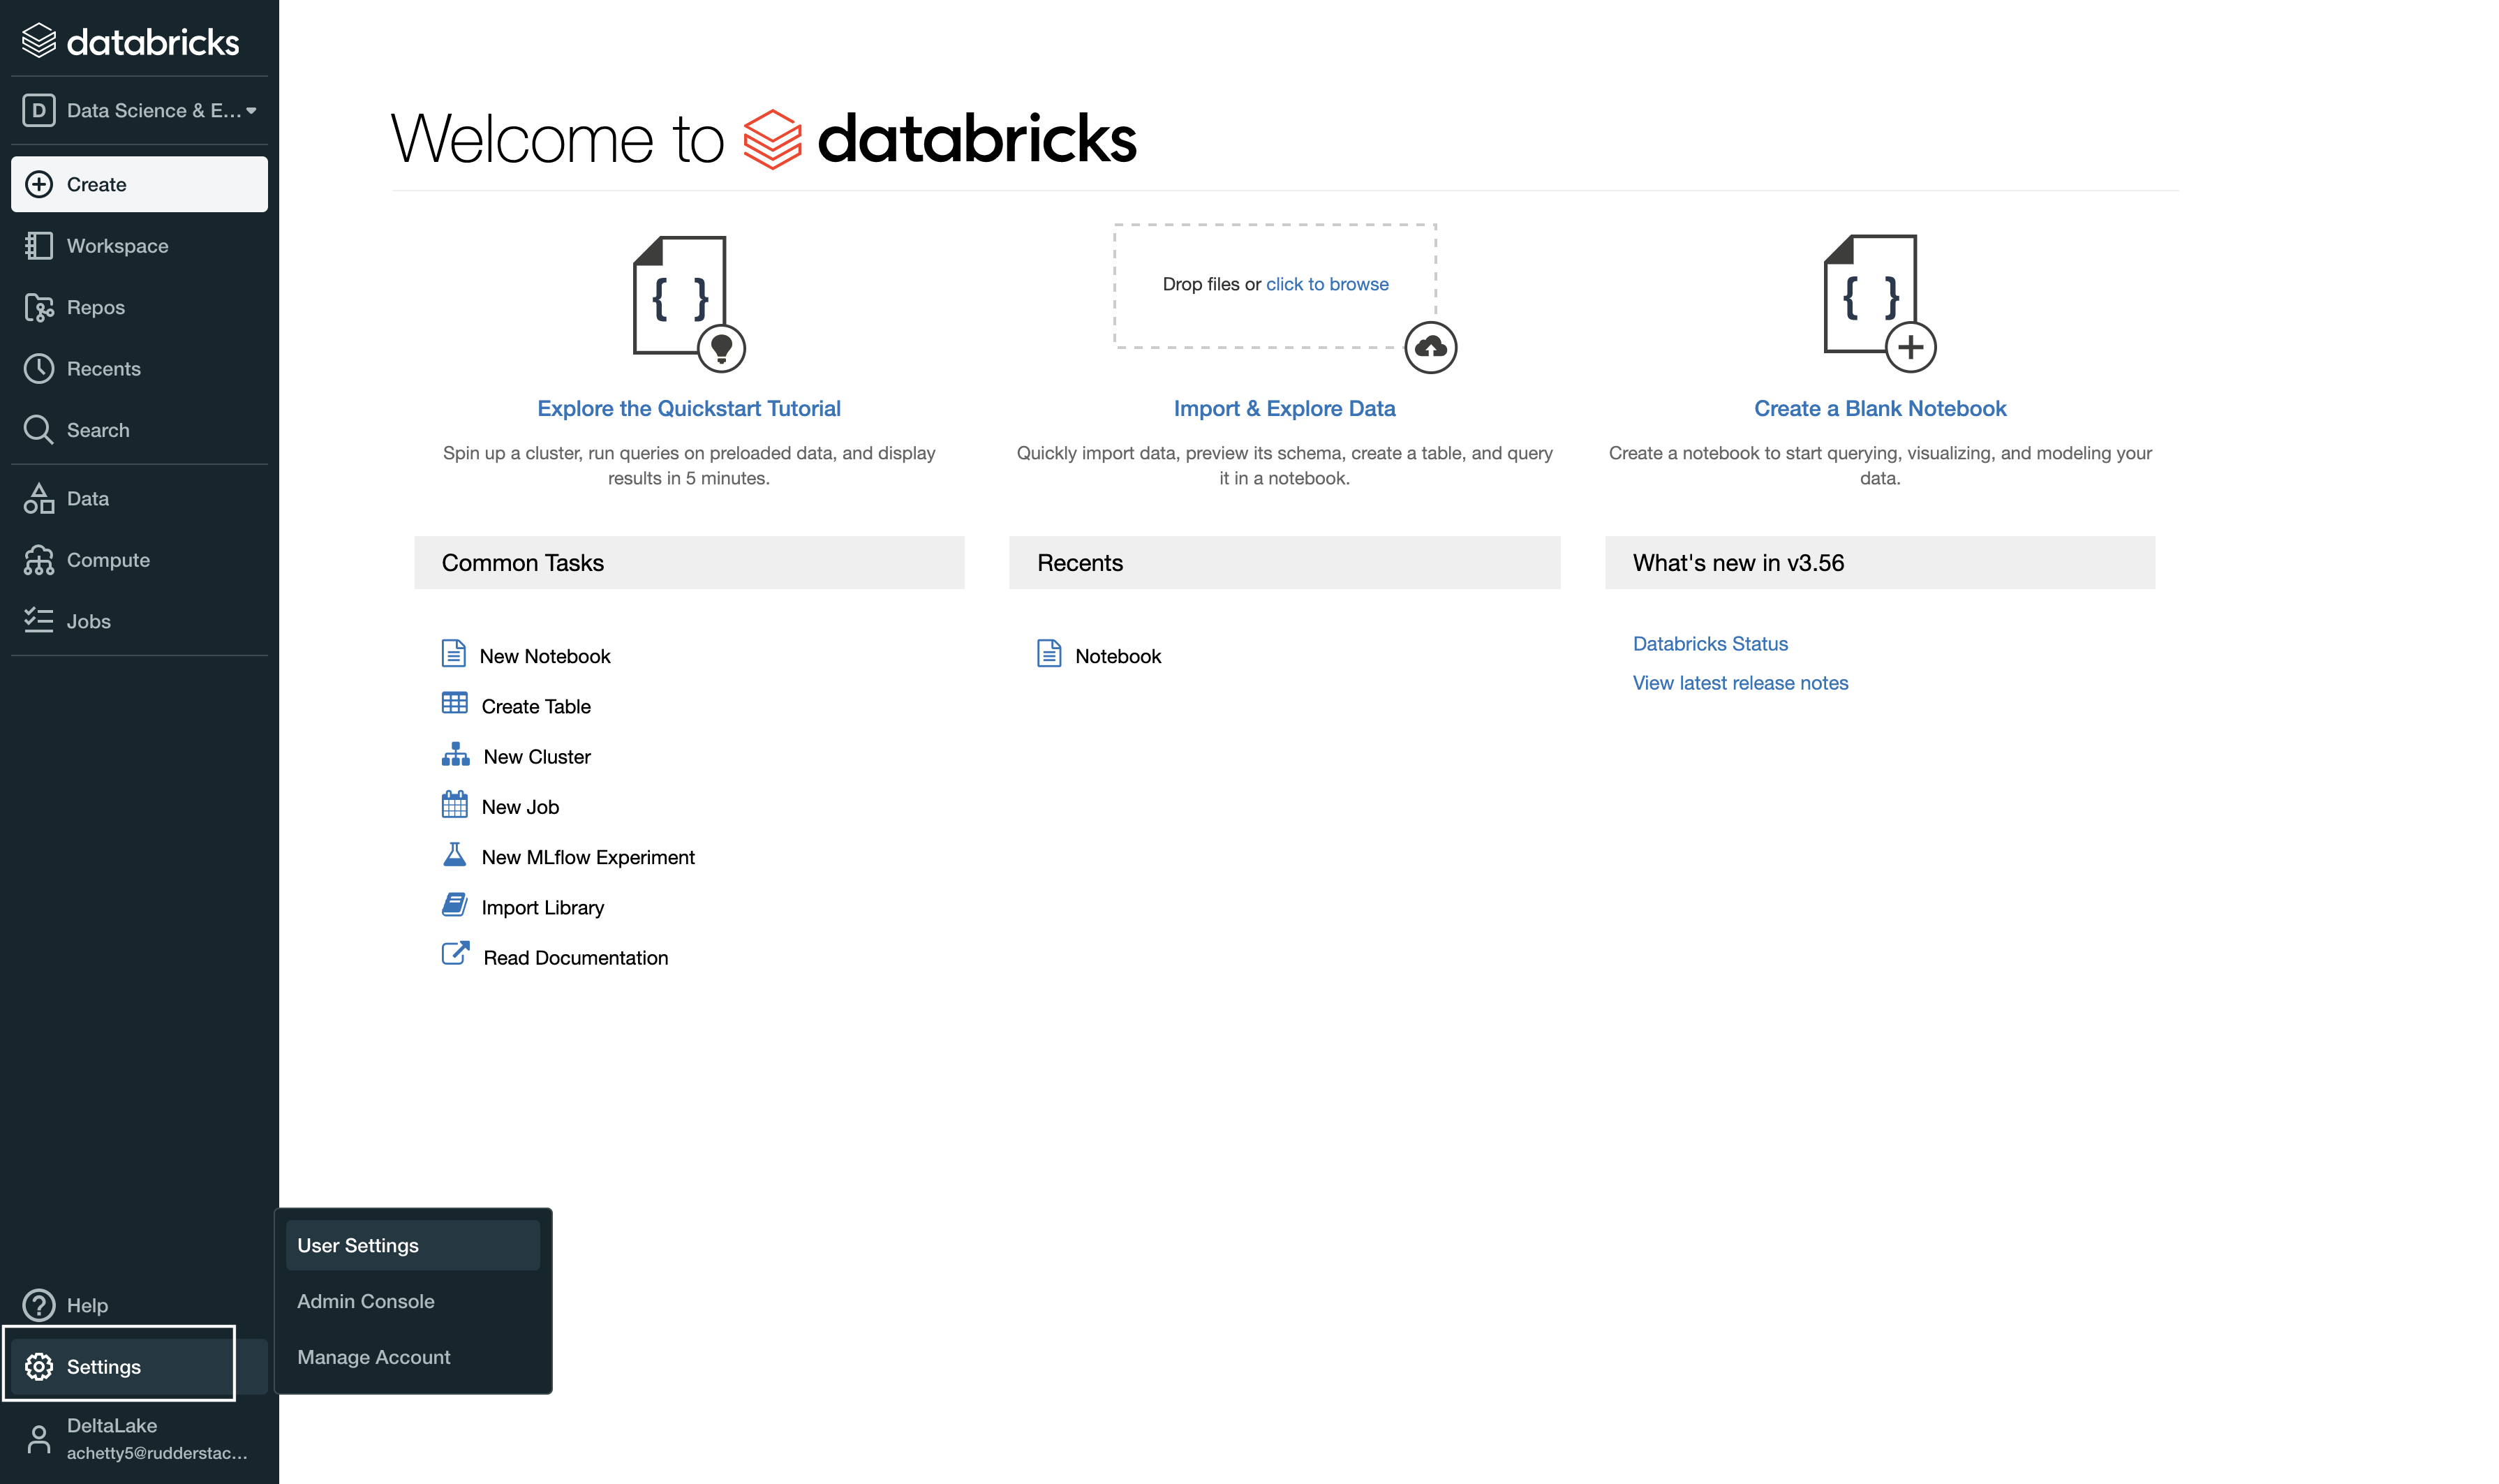 databricks
D Data Science & E...
Create
Workspace
Repos
Recents
Search
Data
Compute
Jobs
Help
Settings
DeltaLake
achetty5@rudderstac...
User Settings
Admin Console
Manage Account
Welcome to databricks
{ }
Explore the Quickstart Tutorial
Spin up a cluster, run queries on preloaded data, and display
results in 5 minutes.
Drop files or click to browse
Import & Explore Data
Quickly import data, preview its schema, create a table, and query
it in a notebook.
{ }
Create a Blank Notebook
Create a notebook to start querying, visualizing, and modeling your
data.
Common Tasks
New Notebook
Create Table
New Cluster
New Job
New MLflow Experiment
Import Library
Read Documentation
Recents
Notebook
What's new in v3.56
Databricks Status
View latest release notes